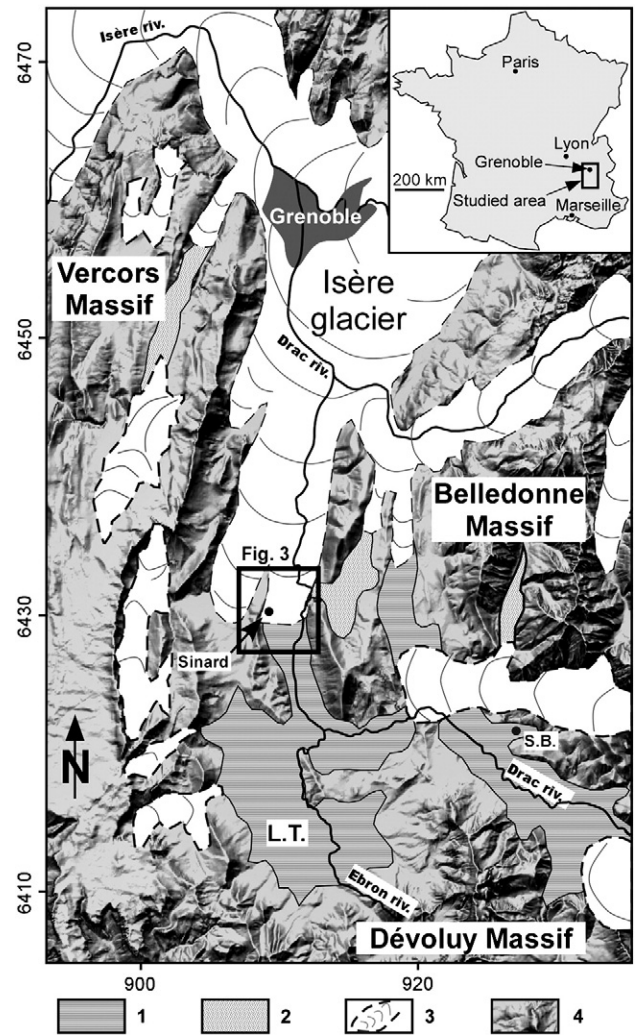 6470
6450
6430
6410
900
920
Isère riv.
Paris
Lyon
Grenoble
200 km
Studied area
Marseille
Grenoble
Vercors
Massif
Isère
glacier
Drac riv.
Belledonne
Massif
Fig. 3
Sinard
N
S.B.
Drac riv.
L.T.
Ebron riv.
Dévoluy Massif
1
2
3
4